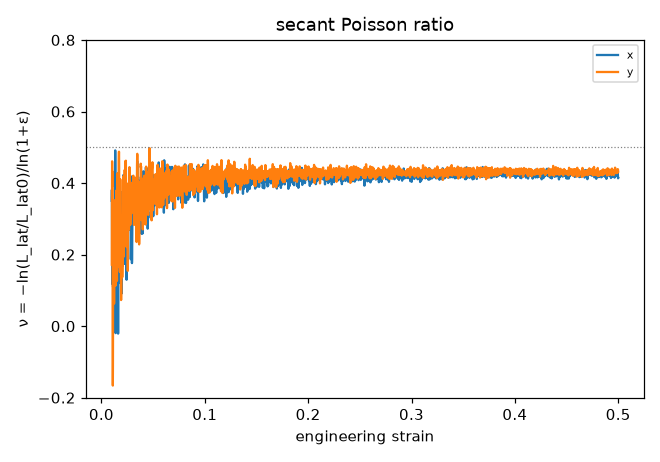 secant Poisson ratio
ν = −ln(L_lat/L_lat0)/ln(1+ε)
0.8
0.6
0.4
0.2
0.0
−0.2
x
y
0.0 0.1 0.2 0.3 0.4 0.5
engineering strain